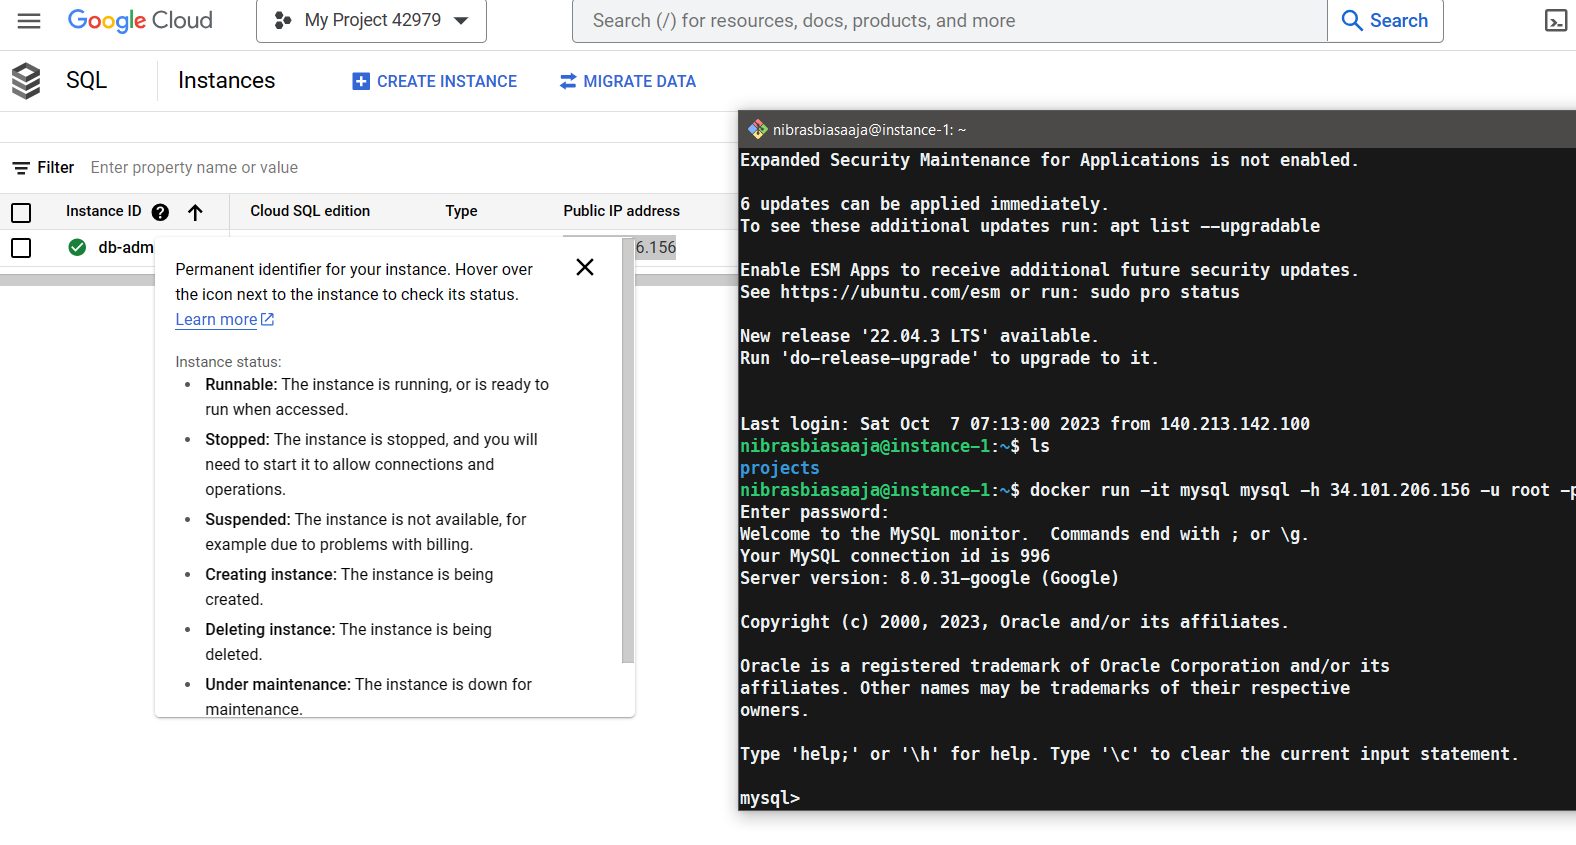 Google Cloud
My Project 42979
Search (/) for resources, docs, products, and more
Search
SQL
Instances
CREATE INSTANCE
MIGRATE DATA
Filter
Enter property name or value
Instance ID
Cloud SQL edition
Type
Public IP address
db-adm
6.156
Permanent identifier for your instance. Hover over
the icon next to the instance to check its status.
Learn more
Instance status:
• Runnable: The instance is running, or is ready to
run when accessed.
• Stopped: The instance is stopped, and you will
need to start it to allow connections and
operations.
• Suspended: The instance is not available, for
example due to problems with billing.
• Creating instance: The instance is being
created.
• Deleting instance: The instance is being
deleted.
• Under maintenance: The instance is down for
maintenance.
nibrasbiasaaja@instance-1: ~
Expanded Security Maintenance for Applications is not enabled.
6 updates can be applied immediately.
To see these additional updates run: apt list --upgradable
Enable ESM Apps to receive additional future security updates.
See https://ubuntu.com/esm or run: sudo pro status
New release '22.04.3 LTS' available.
Run 'do-release-upgrade' to upgrade to it.
Last login: Sat Oct  7 07:13:00 2023 from 140.213.142.100
nibrasbiasaaja@instance-1:~$ ls
projects
nibrasbiasaaja@instance-1:~$ docker run -it mysql mysql -h 34.101.206.156 -u root -p
Enter password:
Welcome to the MySQL monitor.  Commands end with ; or \g.
Your MySQL connection id is 996
Server version: 8.0.31-google (Google)
Copyright (c) 2000, 2023, Oracle and/or its affiliates.
Oracle is a registered trademark of Oracle Corporation and/or its
affiliates. Other names may be trademarks of their respective
owners.
Type 'help;' or '\h' for help. Type '\c' to clear the current input statement.
mysql>